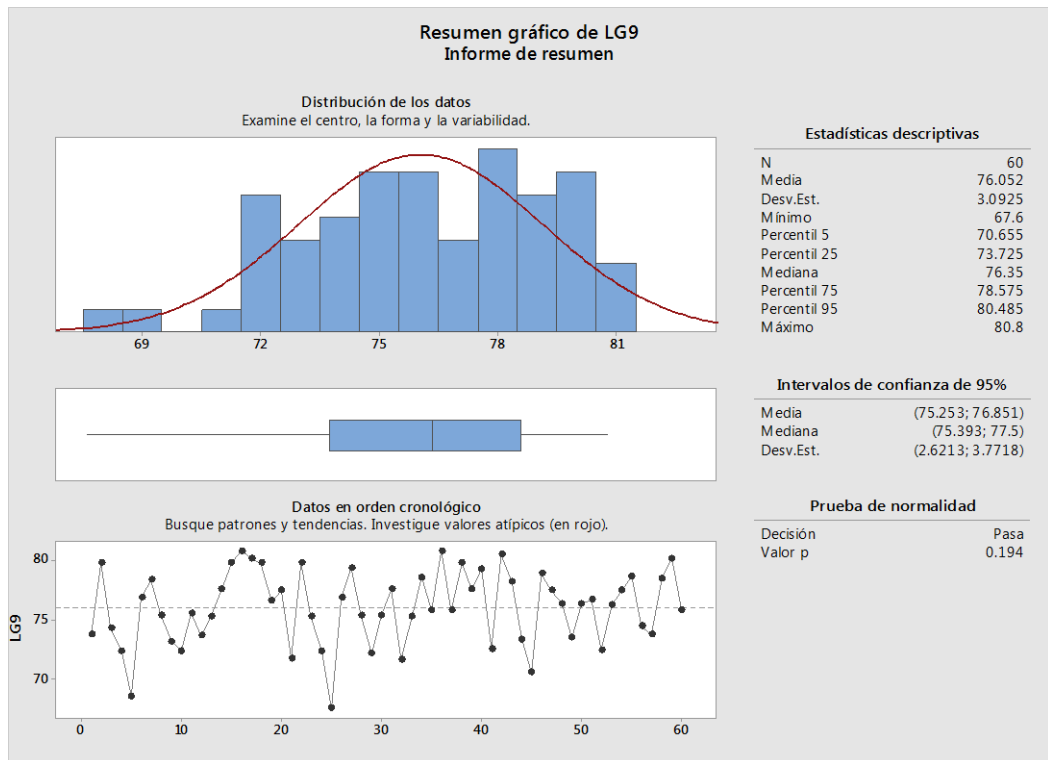 Resumen gráfico de LG9
Informe de resumen
Distribución de los datos
Examine el centro, la forma y la variabilidad.
69 72 75 78 81
Datos en orden cronológico
Busque patrones y tendencias. Investigue valores atípicos (en rojo).
LG9
80
75
70
0 10 20 30 40 50 60
Estadísticas descriptivas
N 60
Media 76.052
Desv.Est. 3.0925
Mínimo 67.6
Percentil 5 70.655
Percentil 25 73.725
Mediana 76.35
Percentil 75 78.575
Percentil 95 80.485
Máximo 80.8
Intervalos de confianza de 95%
Media (75.253; 76.851)
Mediana (75.393; 77.5)
Desv.Est. (2.6213; 3.7718)
Prueba de normalidad
Decisión Pasa
Valor p 0.194